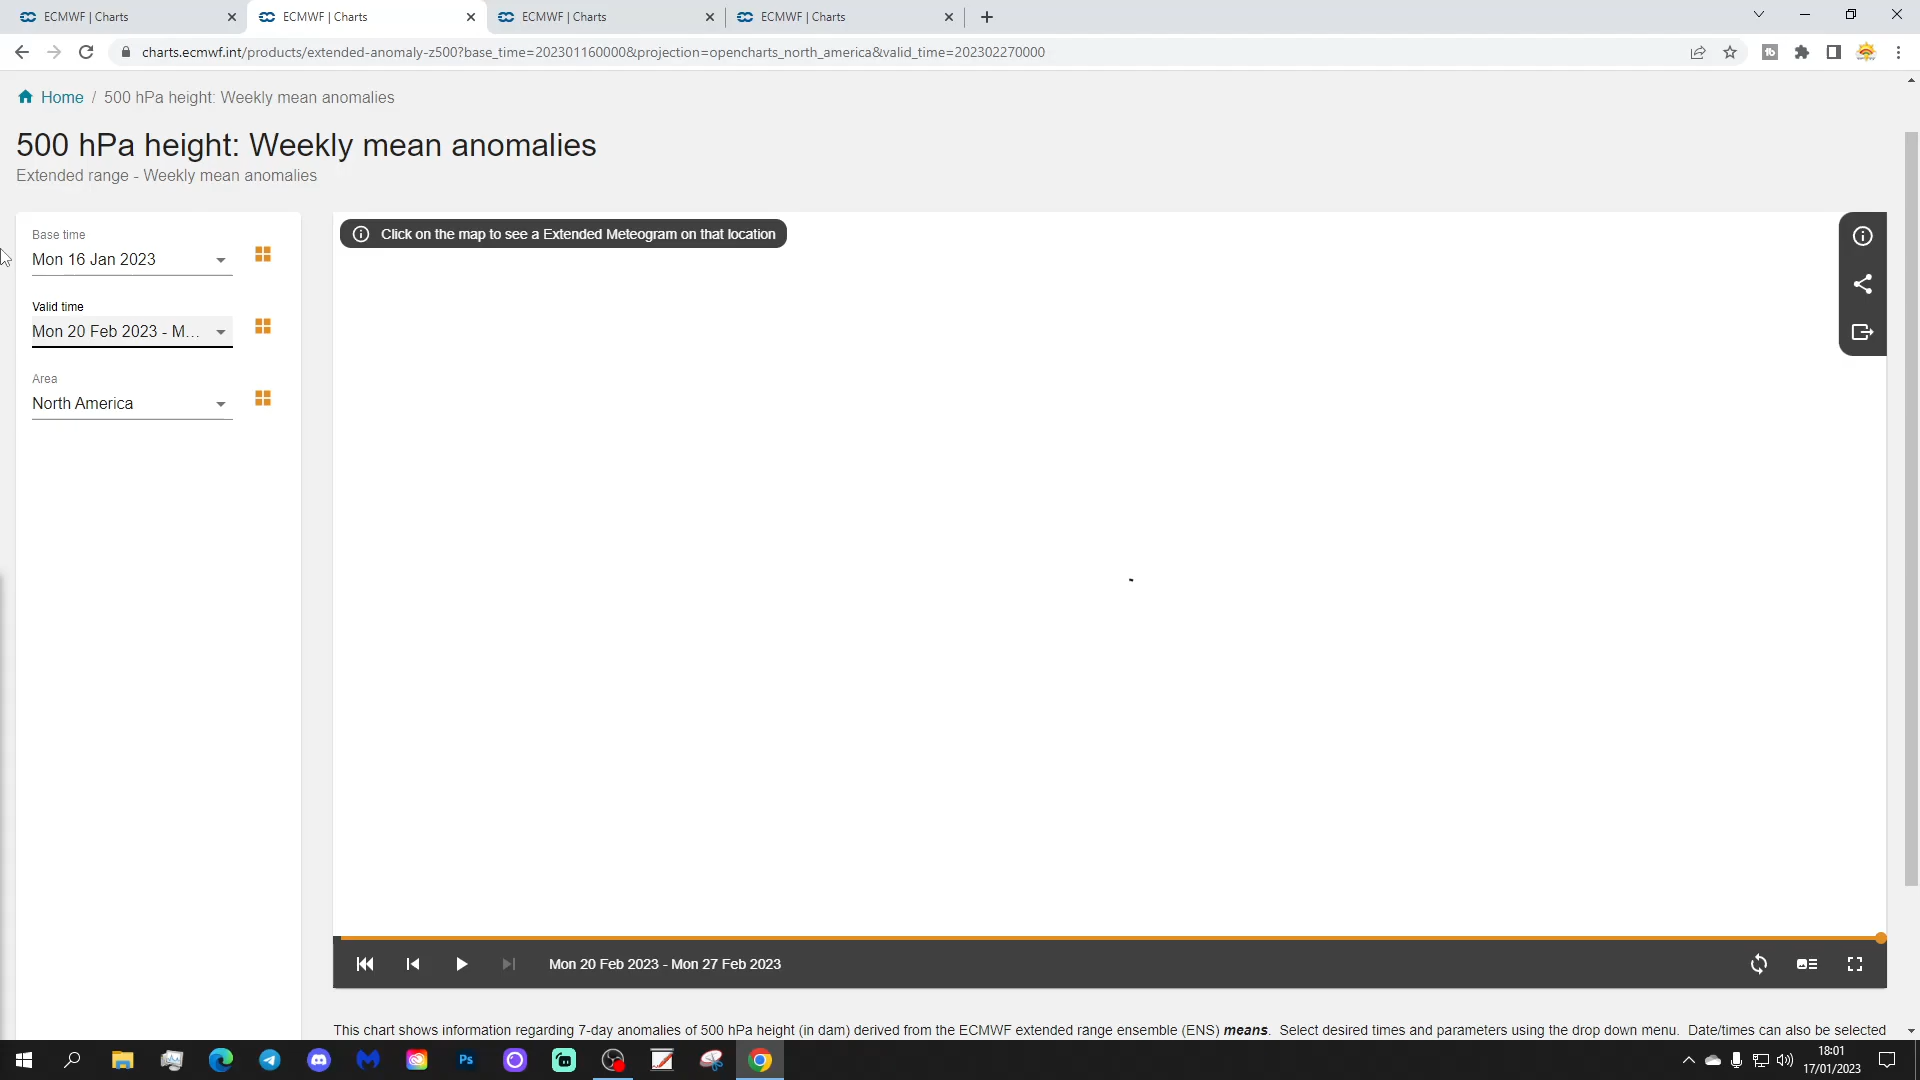 ECMWF | Charts
ECMWF | Charts
ECMWF | Charts
ECMWF | Charts
charts.ecmwf.int/products/extended-anomaly-z500?base_time=202301160000&projection=opencharts_north_america&valid_time=202302270000
Home / 500 hPa height: Weekly mean anomalies
500 hPa height: Weekly mean anomalies
Extended range - Weekly mean anomalies
Base time
Mon 16 Jan 2023
Valid time
Mon 20 Feb 2023 - M...
Area
North America
Click on the map to see a Extended Meteogram on that location
Mon 20 Feb 2023 - Mon 27 Feb 2023
This chart shows information regarding 7-day anomalies of 500 hPa height (in dam) derived from the ECMWF extended range ensemble (ENS) means. Select desired times and parameters using the drop down menu. Date/times can also be selected
Ps
18:01
17/01/2023